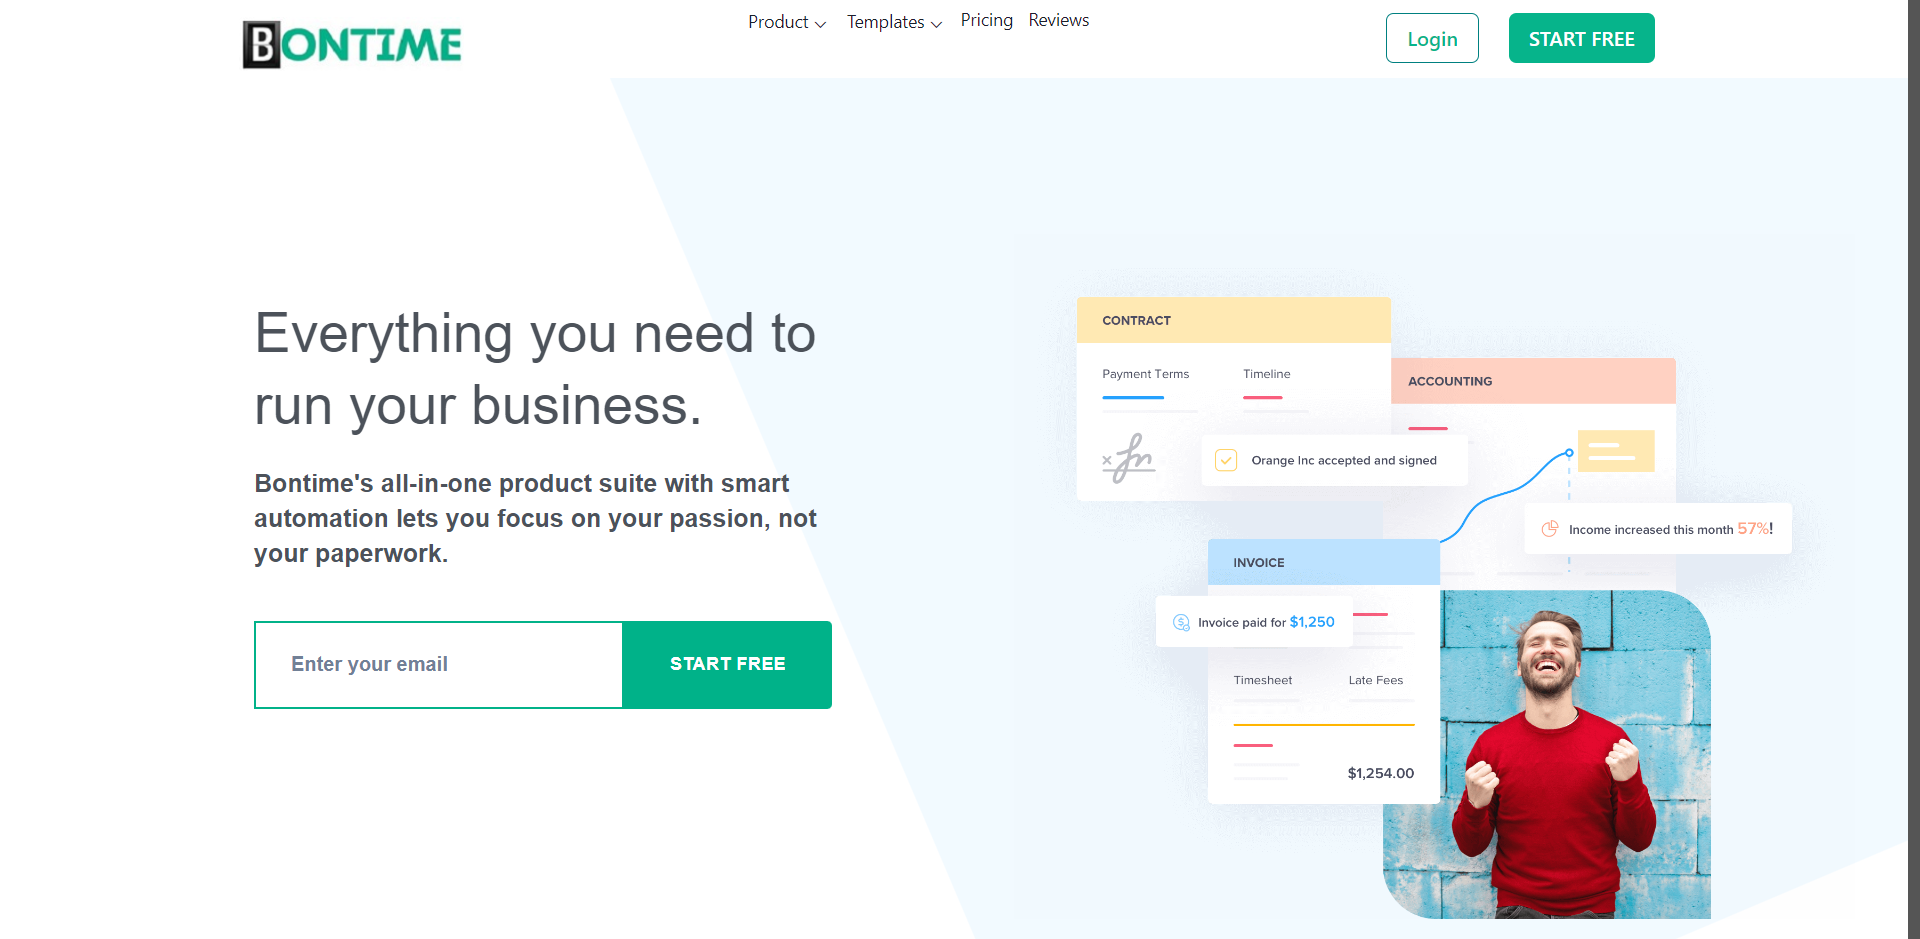 BONTIME
Product
Templates
Pricing
Reviews
Login
START FREE
Everything you need to
run your business.
Bontime's all-in-one product suite with smart
automation lets you focus on your passion, not
your paperwork.
Enter your email
START FREE
CONTRACT
Payment Terms
Timeline
Orange Inc accepted and signed
ACCOUNTING
Income increased this month 57%!
INVOICE
Invoice paid for $1,250
Timesheet
Late Fees
$1,254.00